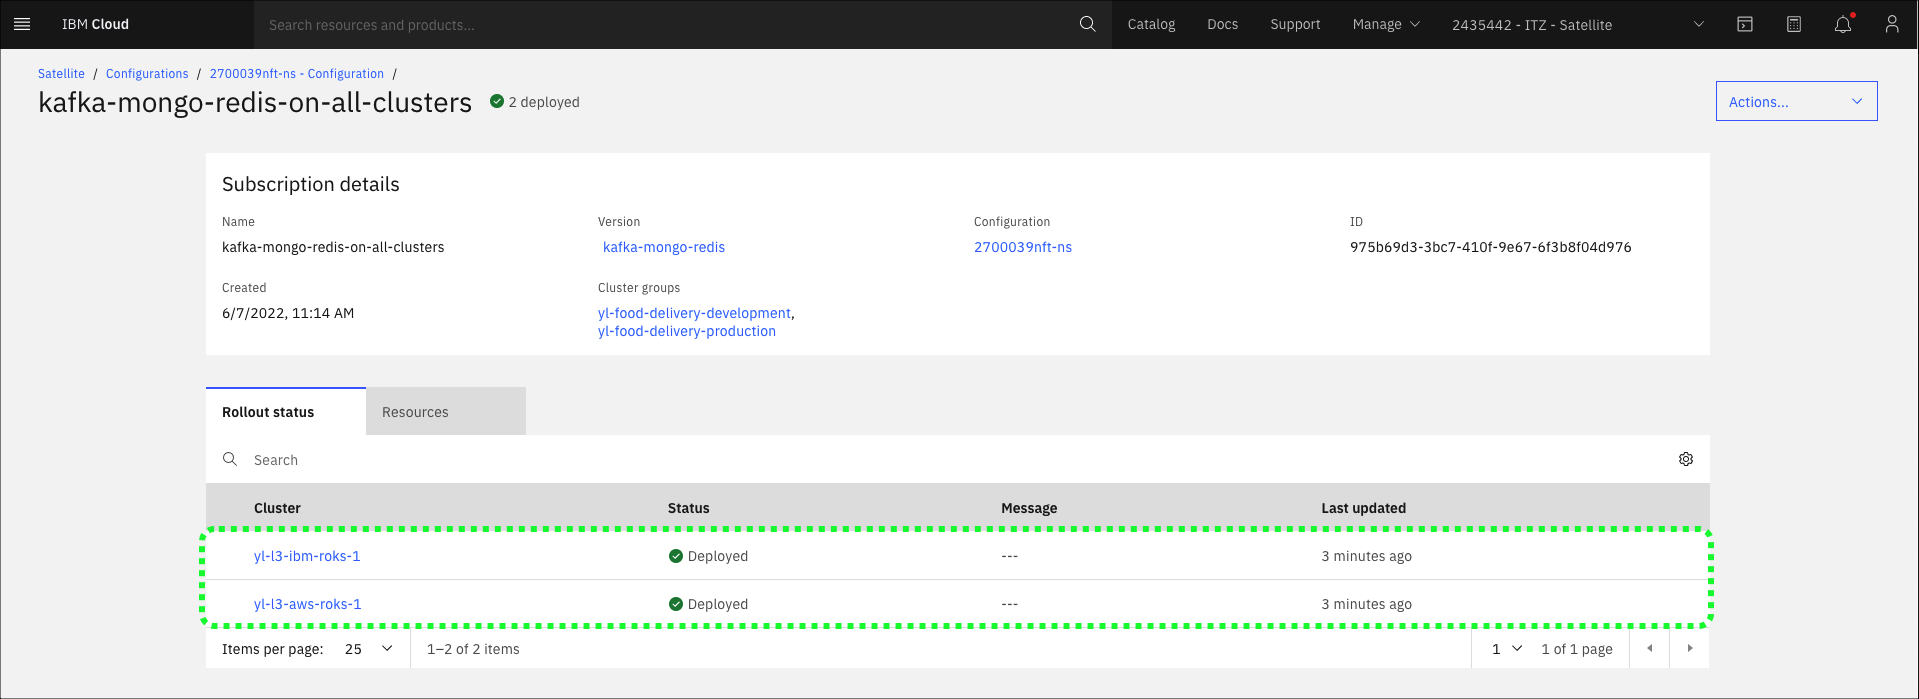 IBM Cloud
Search resources and products...
Catalog
Docs
Support
Manage
2435442 - ITZ - Satellite
Satellite / Configurations / 2700039nft-ns - Configuration /
kafka-mongo-redis-on-all-clusters
2 deployed
Actions...
Subscription details
Name
Version
Configuration
ID
kafka-mongo-redis-on-all-clusters
kafka-mongo-redis
2700039nft-ns
975b69d3-3bc7-410f-9e67-6f3b8f04d976
Created
Cluster groups
6/7/2022, 11:14 AM
yl-food-delivery-development,
yl-food-delivery-production
Rollout status
Resources
Search
Cluster
Status
Message
Last updated
yl-l3-ibm-roks-1
Deployed
---
3 minutes ago
yl-l3-aws-roks-1
Deployed
---
3 minutes ago
Items per page: 25
1–2 of 2 items
1
1 of 1 page